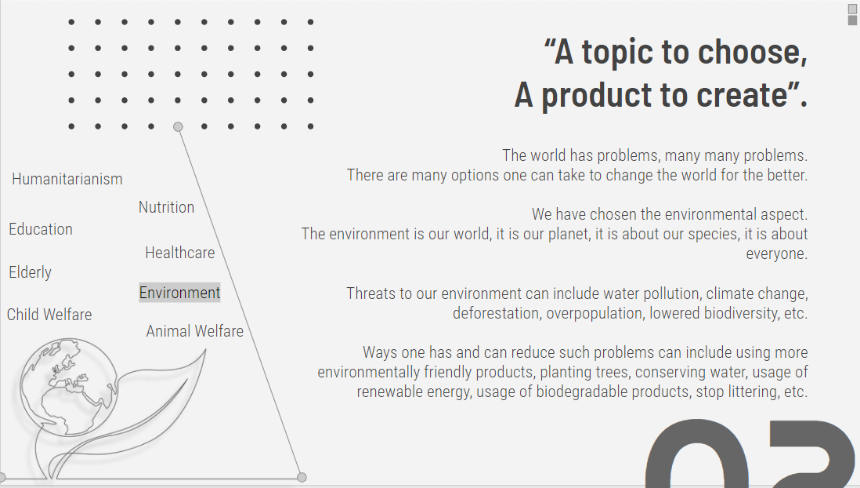 “A topic to choose,
A product to create”.
The world has problems, many many problems.
There are many options one can take to change the world for the better.
We have chosen the environmental aspect.
The environment is our world, it is our planet, it is about our species, it is about
everyone.
Threats to our environment can include water pollution, climate change,
deforestation, overpopulation, lowered biodiversity, etc.
Ways one has and can reduce such problems can include using more
environmentally friendly products, planting trees, conserving water, usage of
renewable energy, usage of biodegradable products, stop littering, etc.
Humanitarianism
Nutrition
Education
Healthcare
Elderly
Environment
Child Welfare
Animal Welfare